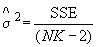 σ̂ ² = SSE / (NK − 2)